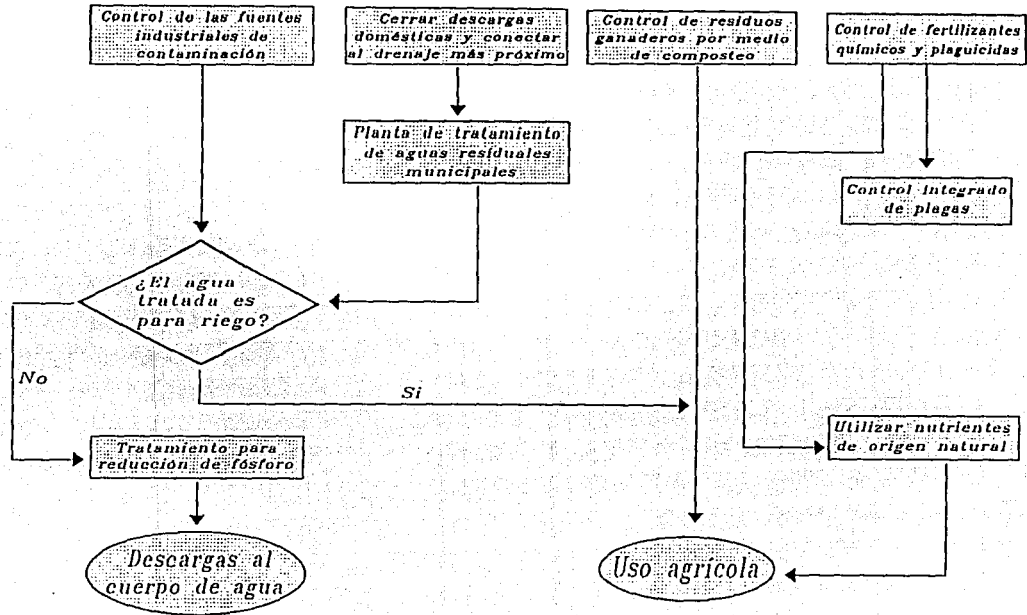 Control de las fuentes
industriales de
contaminación
Cerrar descargas
domésticas y conectar
al drenaje más próximo
Control de residuos
ganaderos por medio
de composteo
Control de fertilizantes
químicos y plaguicidas
Planta de tratamiento
de aguas residuales
municipales
Control integrado
de plagas
¿El agua
tratada es
para riego?
No
Si
Tratamiento para
reducción de fósforo
Utilizar nutrientes
de origen natural
Descargas al
cuerpo de agua
Uso agrícola